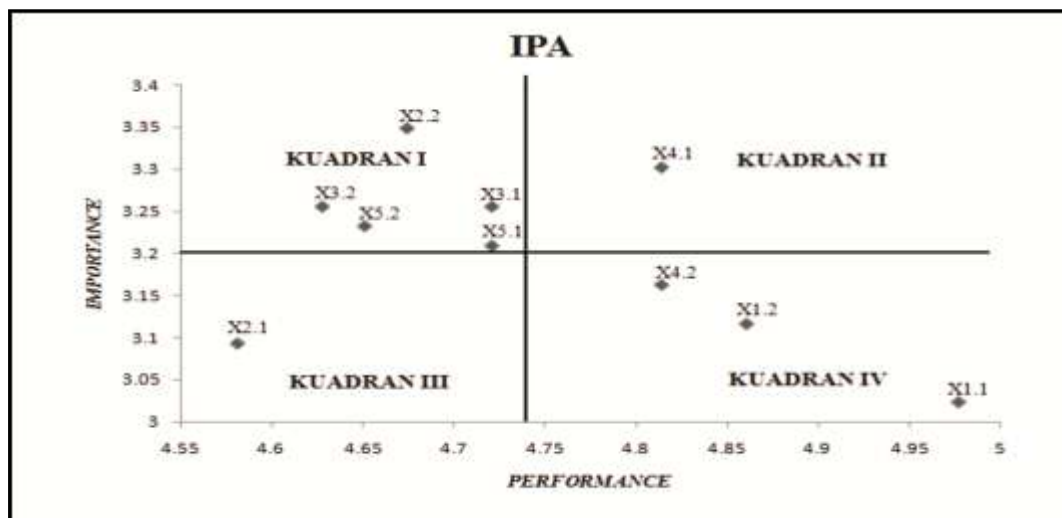 IPA
3.4
X2.2
3.35
KUADRAN I
X4.1
KUADRAN II
3.3
X3.2
X3.1
3.25
X5.2
X5.1
IMPORTANCE
3.2
X4.2
3.15
X2.1
X1.2
3.1
KUADRAN III
KUADRAN IV
3.05
X1.1
3
4.55 4.6 4.65 4.7 4.75 4.8 4.85 4.9 4.95 5
PERFORMANCE